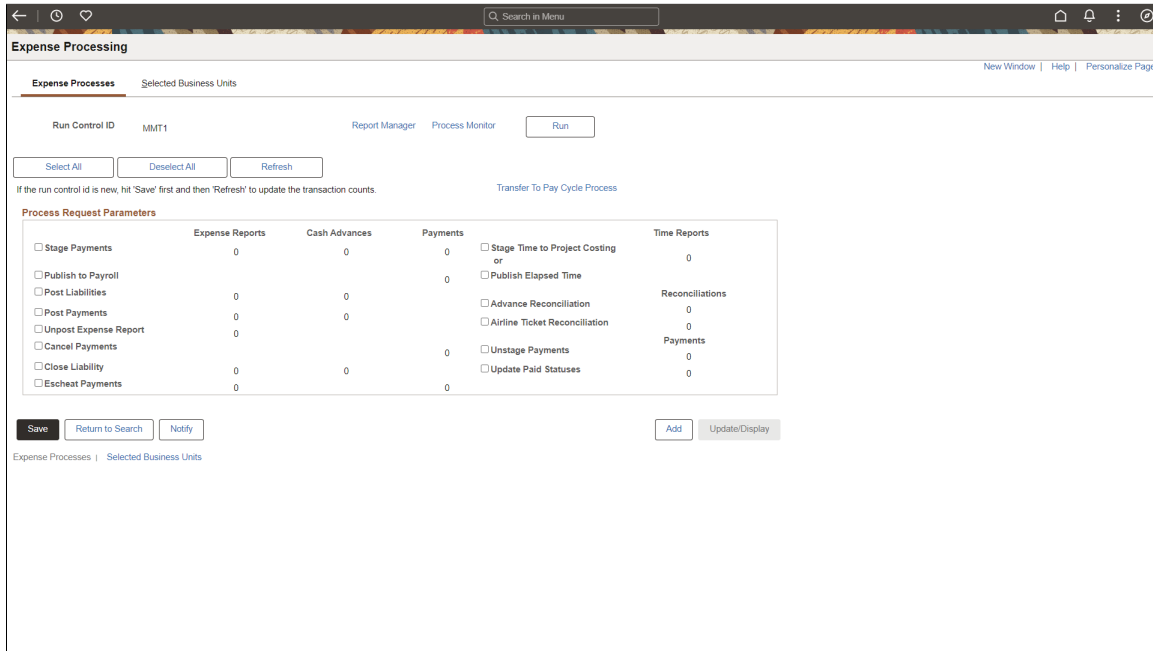 Search in Menu
Expense Processing
New Window | Help | Personalize Page
Expense Processes Selected Business Units
Run Control ID MMT1 Report Manager Process Monitor Run
Select All Deselect All Refresh
If the run control id is new, hit 'Save' first and then 'Refresh' to update the transaction counts. Transfer To Pay Cycle Process
Process Request Parameters
Expense Reports Cash Advances Payments Time Reports
Stage Payments 0 0 0 Stage Time to Project Costing 0
or
Publish to Payroll 0 Publish Elapsed Time
Post Liabilities 0 0 Reconciliations
Advance Reconciliation 0
Post Payments 0 0
Airline Ticket Reconciliation 0
Unpost Expense Report 0
Payments
Cancel Payments 0 Unstage Payments 0
Close Liability 0 0 Update Paid Statuses 0
Escheat Payments 0 0
Save Return to Search Notify Add Update/Display
Expense Processes | Selected Business Units